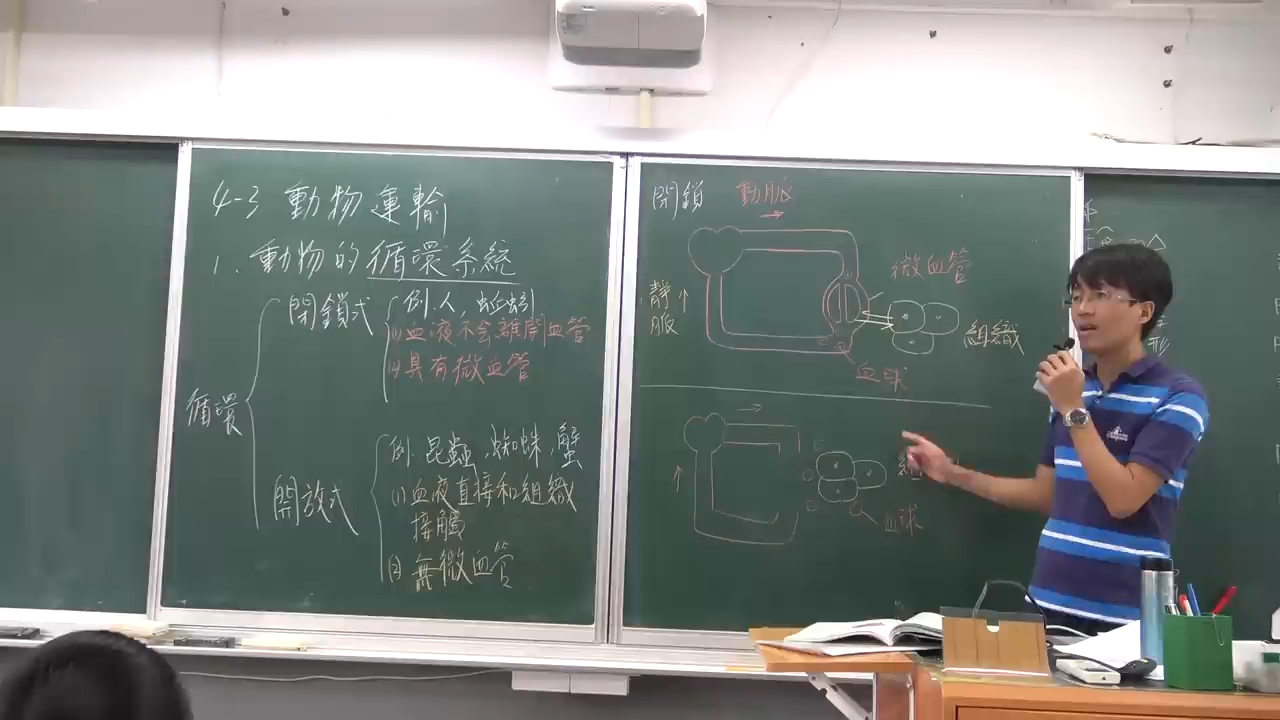 4-3 動物運輸
1. 動物的循環系統
循環
閉鎖式
例.人,蚯蚓
(1)血液不会離開血管
(2)具有微血管
開放式
例.昆蟲,蜘蛛,蟹
(1)血液直接和組織
接觸
(2)無微血管
閉鎖
動脈
微血管
靜脈
組織
血球
血球